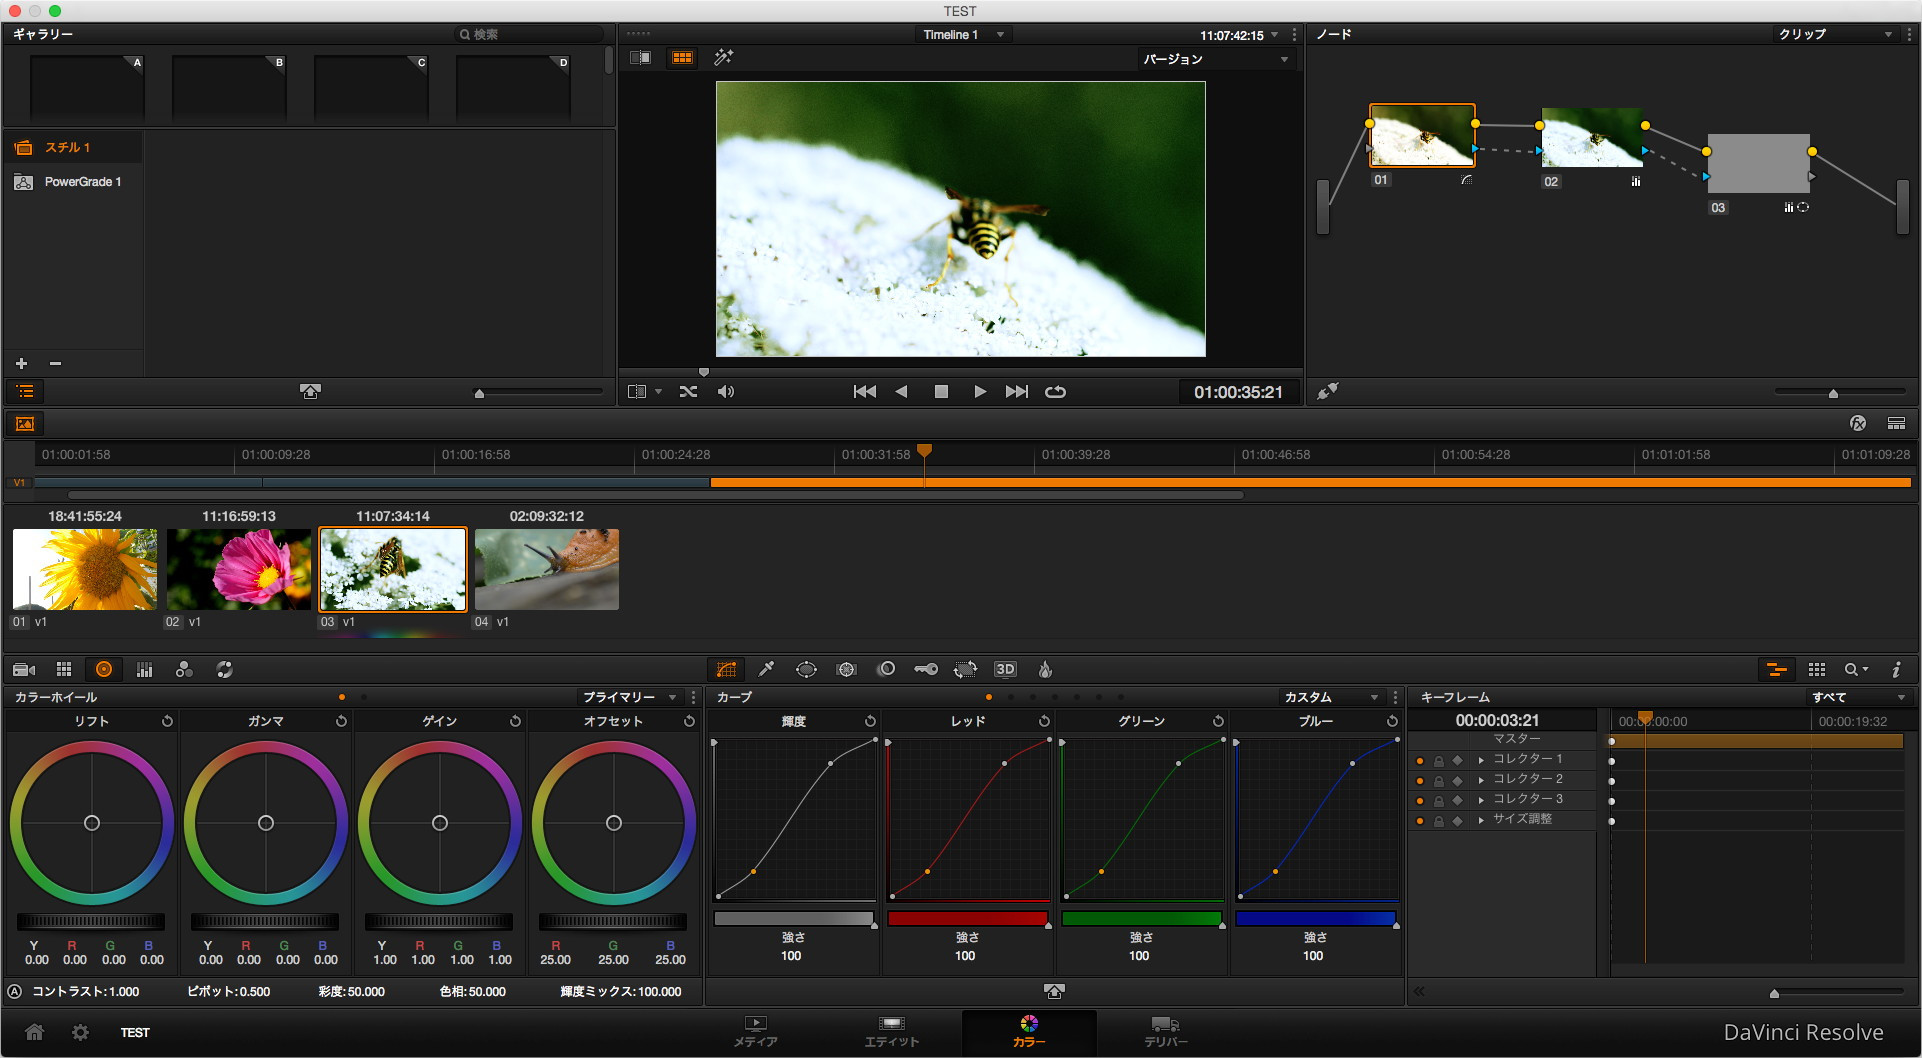 TEST
ギャラリー
検索
A
B
C
D
スチル 1
PowerGrade 1
Timeline 1
11:07:42:15
バージョン
01:00:35:21
ノード
クリップ
01
02
03
01:00:01:58
01:00:09:28
01:00:16:58
01:00:24:28
01:00:31:58
01:00:39:28
01:00:46:58
01:00:54:28
01:01:01:58
01:01:09:28
V1
18:41:55:24
11:16:59:13
11:07:34:14
02:09:32:12
01 v1
02 v1
03 v1
04 v1
3D
カラーホイール
プライマリー
リフト
ガンマ
ゲイン
オフセット
Y R G B
0.00 0.00 0.00 0.00
Y R G B
0.00 0.00 0.00 0.00
Y R G B
1.00 1.00 1.00 1.00
R G B
25.00 25.00 25.00
A
コントラスト:1.000
ピボット:0.500
彩度:50.000
色相:50.000
輝度ミックス:100.000
カーブ
カスタム
輝度
レッド
グリーン
ブルー
強さ
100
強さ
100
強さ
100
強さ
100
キーフレーム
すべて
00:00:03:21
00:00:00:00
00:00:19:32
マスター
コレクター 1
コレクター 2
コレクター 3
サイズ調整
TEST
メディア
エディット
カラー
デリバー
DaVinci Resolve